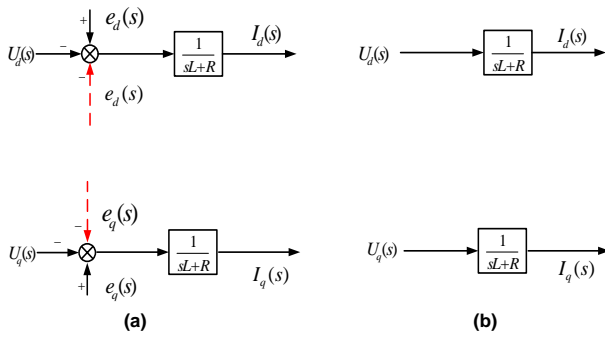 + e_d(s)
U_d(s) − 1/(sL+R) I_d(s)
− e_d(s)
U_d(s) 1/(sL+R) I_d(s)
− e_q(s)
U_q(s) − 1/(sL+R) I_q(s)
+ e_q(s)
U_q(s) 1/(sL+R) I_q(s)
(a)
(b)